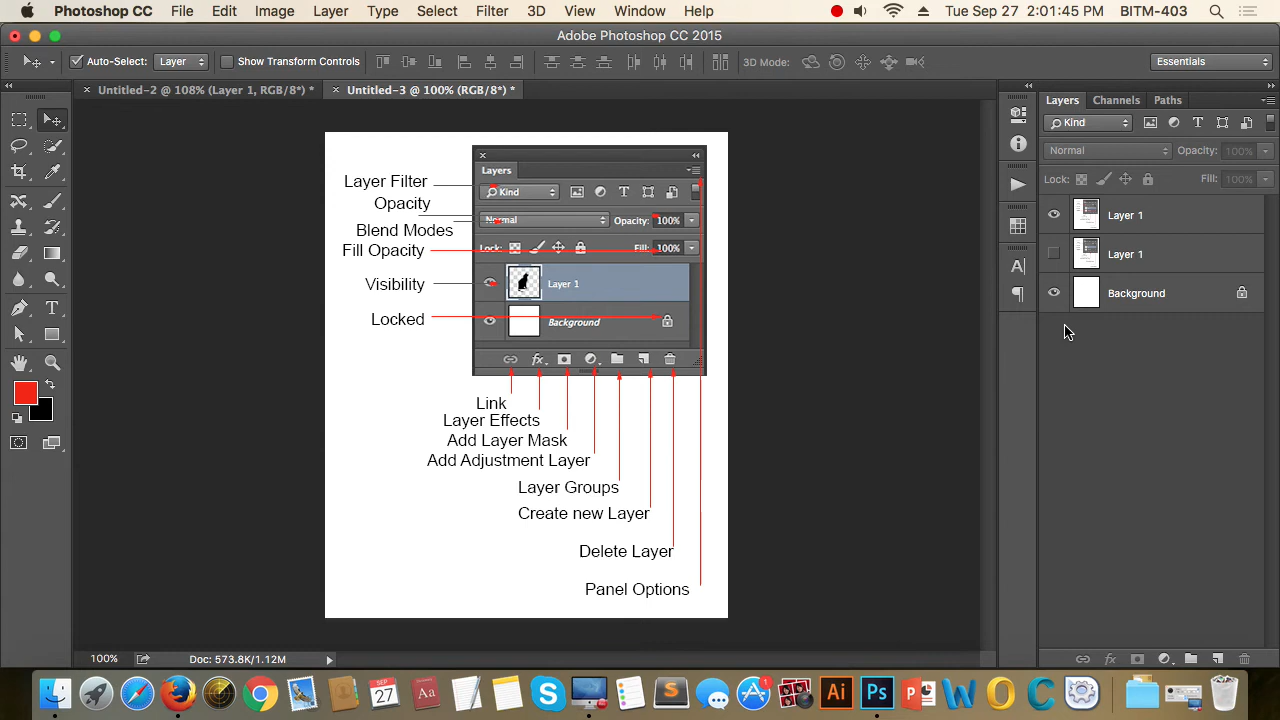 Photoshop CC File Edit Image Layer Type Select Filter 3D View Window Help Tue Sep 27 2:01:45 PM BITM-403
Adobe Photoshop CC 2015
Auto-Select: Layer Show Transform Controls 3D Mode: Essentials
Untitled-2 @ 108% (Layer 1, RGB/8*) * Untitled-3 @ 100% (RGB/8*) *
Layers Channels Paths
Kind
Normal Opacity: 100%
Lock: Fill: 100%
Layer 1
Layer 1
Background
Layers
Layer Filter
Kind
Opacity
Normal Opacity: 100%
Blend Modes
Fill Opacity
Lock: Fill: 100%
Visibility
Layer 1
Locked
Background
Link
Layer Effects
Add Layer Mask
Add Adjustment Layer
Layer Groups
Create new Layer
Delete Layer
Panel Options
100% Doc: 573.8K/1.12M